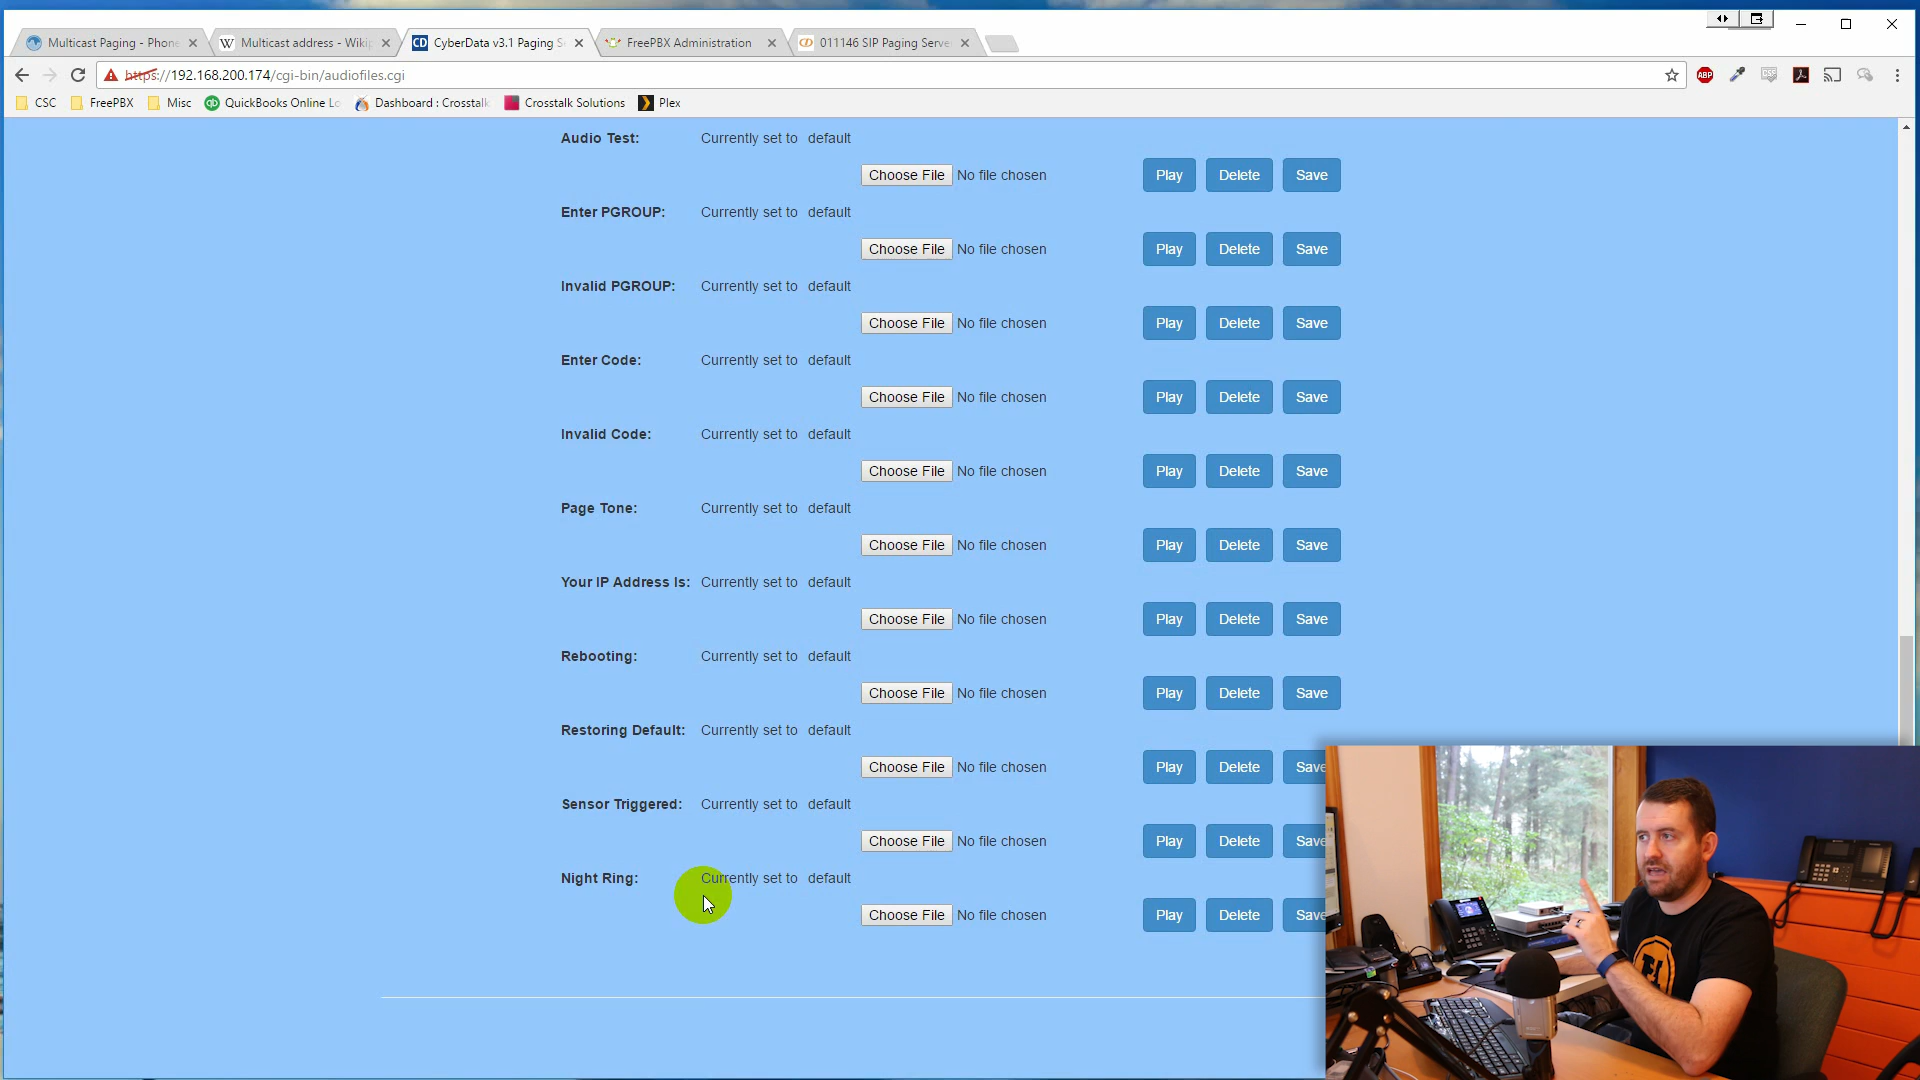 Multicast Paging - Phone
Multicast address - Wikip
CyberData v3.1 Paging S
FreePBX Administration
011146 SIP Paging Serve
https://192.168.200.174/cgi-bin/audiofiles.cgi
CSC
FreePBX
Misc
QuickBooks Online Lo
Dashboard : Crosstalk
Crosstalk Solutions
Plex
Audio Test: Currently set to default
Choose File No file chosen Play Delete Save
Enter PGROUP: Currently set to default
Choose File No file chosen Play Delete Save
Invalid PGROUP: Currently set to default
Choose File No file chosen Play Delete Save
Enter Code: Currently set to default
Choose File No file chosen Play Delete Save
Invalid Code: Currently set to default
Choose File No file chosen Play Delete Save
Page Tone: Currently set to default
Choose File No file chosen Play Delete Save
Your IP Address Is: Currently set to default
Choose File No file chosen Play Delete Save
Rebooting: Currently set to default
Choose File No file chosen Play Delete Save
Restoring Default: Currently set to default
Choose File No file chosen Play Delete Save
Sensor Triggered: Currently set to default
Choose File No file chosen Play Delete Save
Night Ring: Currently set to default
Choose File No file chosen Play Delete Save